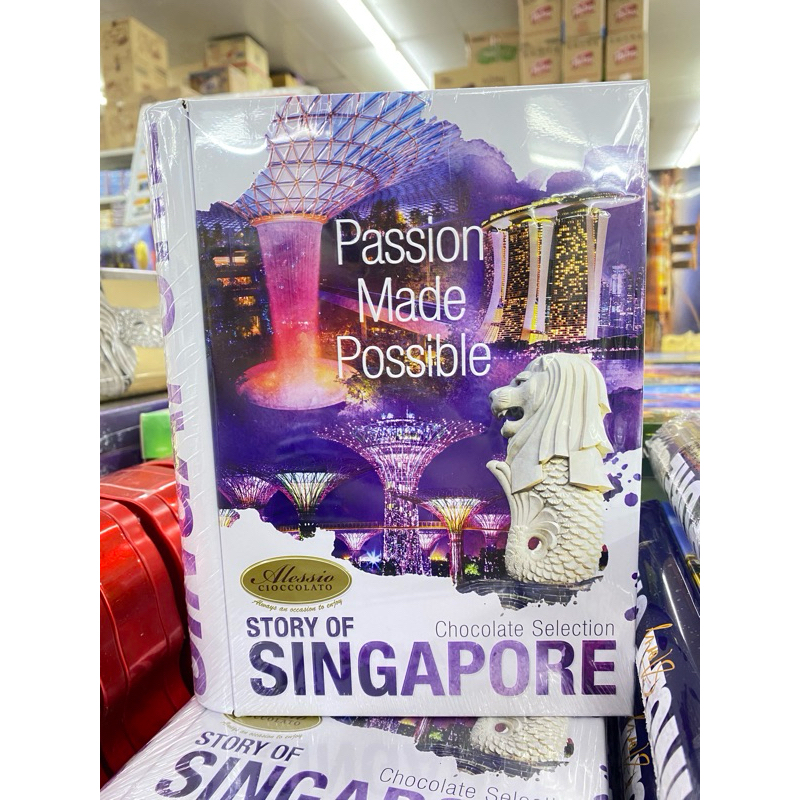 Passion
Made
Possible
Alessio
CIOCCOLATO
Always an occasion to enjoy
STORY OF
Chocolate Selection
SINGAPORE
STORY OF
Chocolate Selection